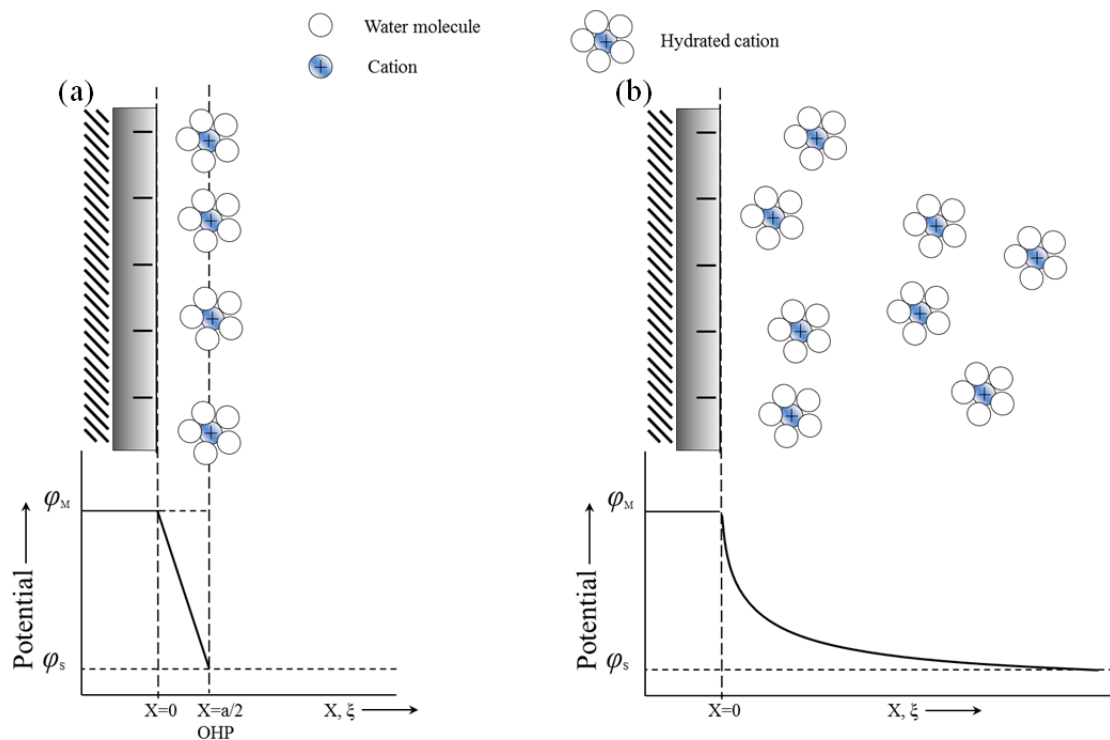 Water molecule
Cation
Hydrated cation
(a)
(b)
φM
Potential
φS
X=0
X=a/2
OHP
X, ξ
φM
Potential
φS
X=0
X, ξ